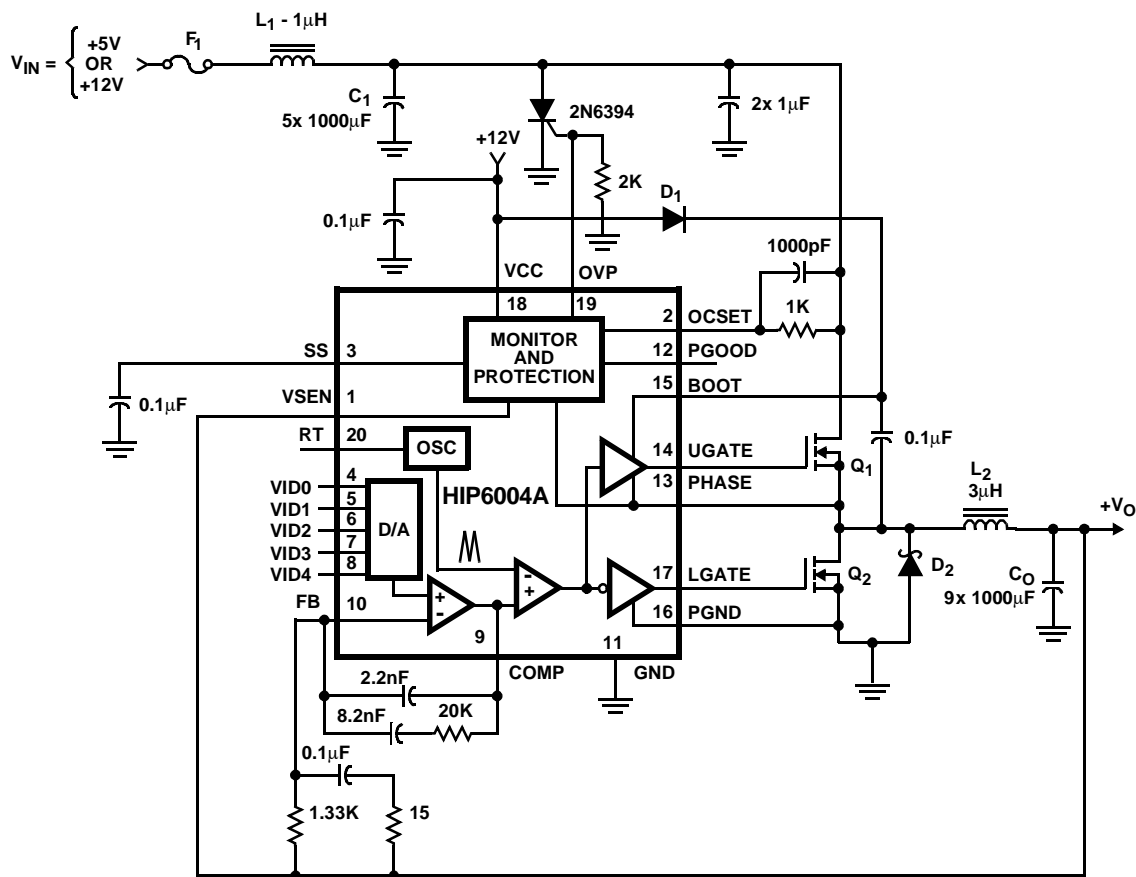 L1 - 1μH
F1
VIN =
+5V
OR
+12V
C1
5x 1000μF
2N6394
2x 1μF
+12V
2K
D1
0.1μF
1000pF
VCC
OVP
18
19
2
OCSET
1K
MONITOR
AND
PROTECTION
SS
3
12
PGOOD
15
BOOT
VSEN
1
0.1μF
0.1μF
RT
20
OSC
14
UGATE
Q1
13
PHASE
L2
3μH
+VO
HIP6004A
VID0
4
VID1
5
VID2
6
VID3
7
VID4
8
D/A
-
+
17
LGATE
Q2
D2
CO
9x 1000μF
FB
10
+
-
16
PGND
9
11
COMP
GND
2.2nF
8.2nF
20K
0.1μF
1.33K
15